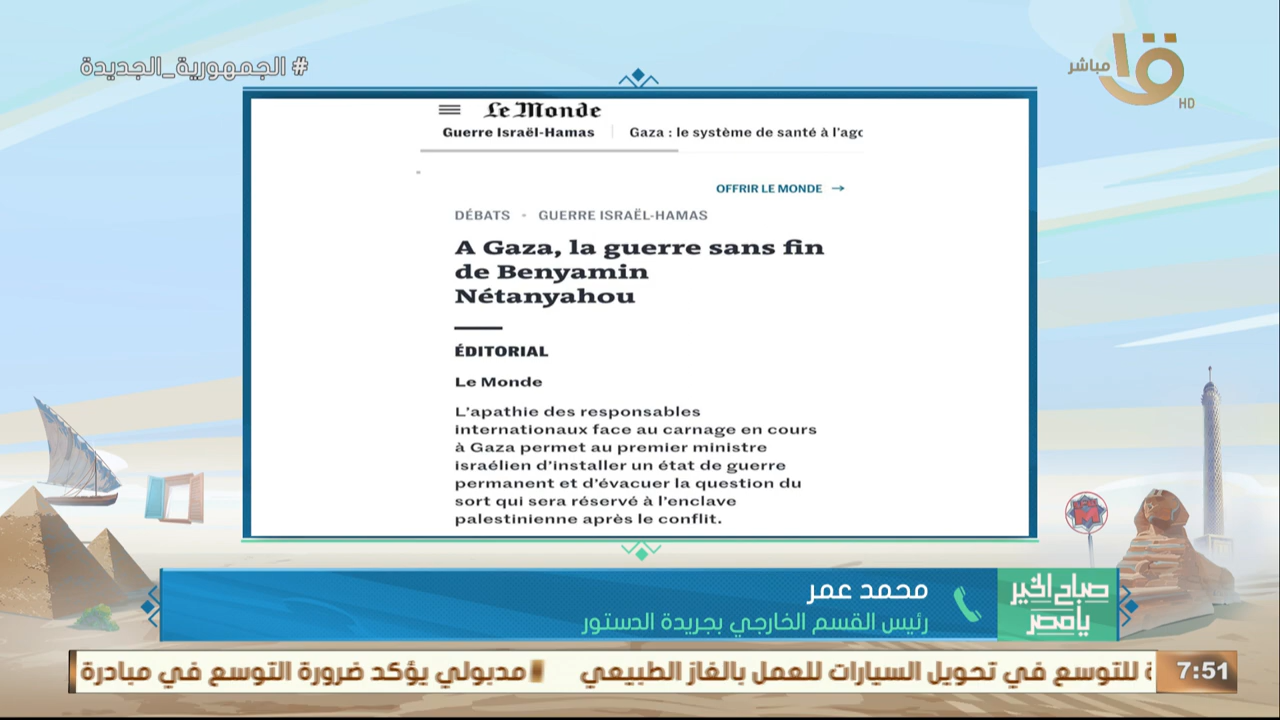 # الجمهورية_الجديدة
مباشر
HD
Le Monde
Guerre Israël-Hamas
Gaza : le système de santé à l'ago
OFFRIR LE MONDE →
DÉBATS • GUERRE ISRAËL-HAMAS
A Gaza, la guerre sans fin
de Benyamin
Nétanyahou
ÉDITORIAL
Le Monde
L'apathie des responsables
internationaux face au carnage en cours
à Gaza permet au premier ministre
israélien d'installer un état de guerre
permanent et d'évacuer la question du
sort qui sera réservé à l'enclave
palestinienne après le conflit.
M
صباح الخير
يا مصر
محمد عمر
رئيس القسم الخارجي بجريدة الدستور
7:51
ة للتوسع في تحويل السيارات للعمل بالغاز الطبيعي
مدبولي يؤكد ضرورة التوسع في مبادرة